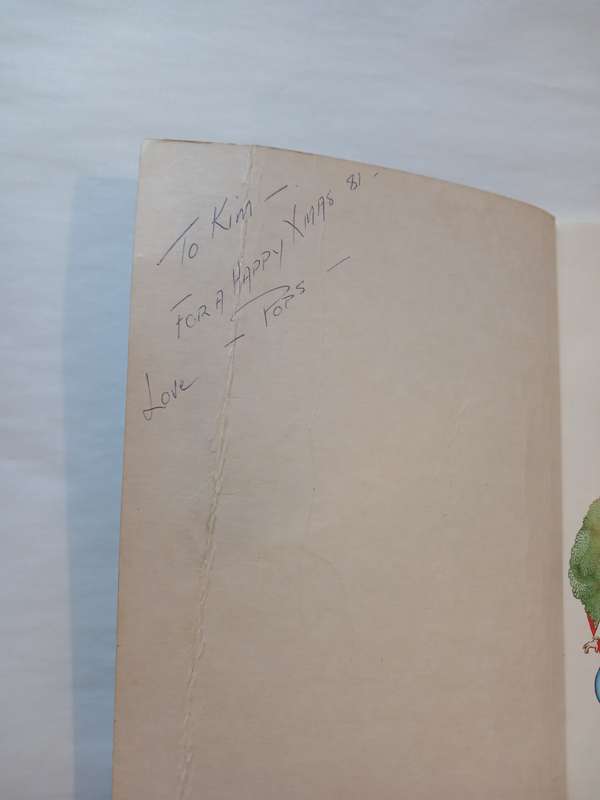 To Kim -.
FOR A HAPPY XMAS 81 -
Love - POPS -